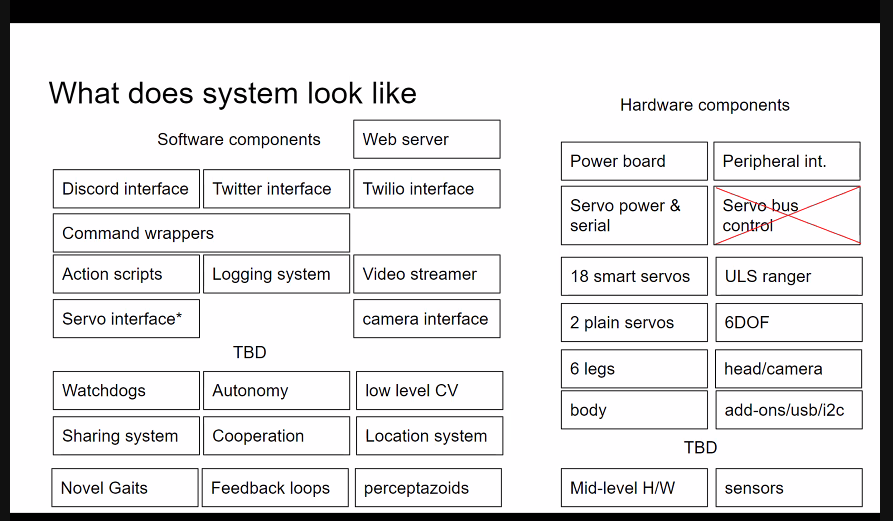 What does system look like
Software components
Web server
Discord interface
Twitter interface
Twilio interface
Command wrappers
Action scripts
Logging system
Video streamer
Servo interface*
camera interface
TBD
Watchdogs
Autonomy
low level CV
Sharing system
Cooperation
Location system
Novel Gaits
Feedback loops
perceptazoids
Hardware components
Power board
Peripheral int.
Servo power &
serial
Servo bus
control
18 smart servos
ULS ranger
2 plain servos
6DOF
6 legs
head/camera
body
add-ons/usb/i2c
TBD
Mid-level H/W
sensors